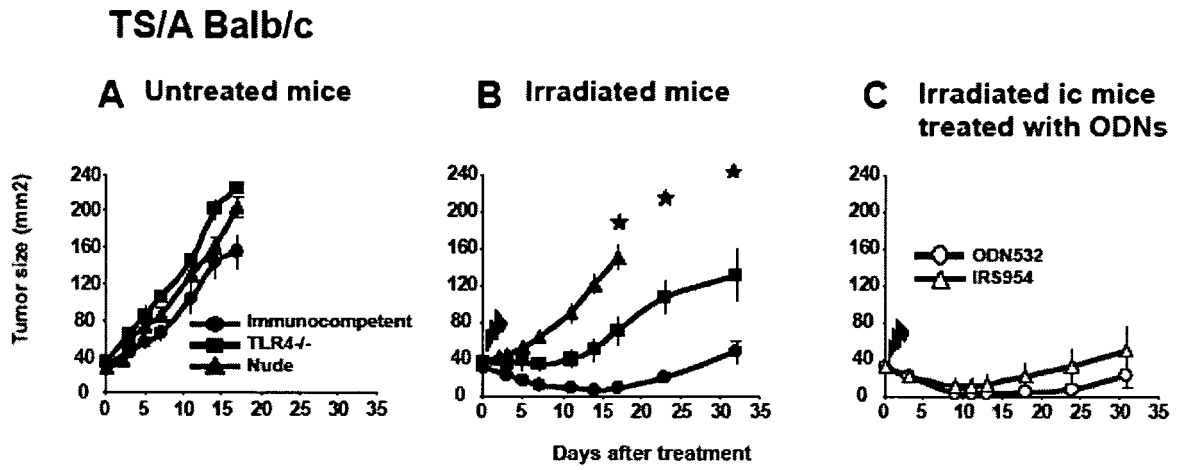 TS/A Balb/c
A Untreated mice
B Irradiated mice
C Irradiated ic mice
treated with ODNs
Tumor size (mm2)
240
200
160
120
80
40
0
0 5 10 15 20 25 30 35
Immunocompetent
TLR4-/-
Nude
240
200
160
120
80
40
0
0 5 10 15 20 25 30 35
Days after treatment
240
200
160
120
80
40
0
0 5 10 15 20 25 30 35
ODN532
IRS954